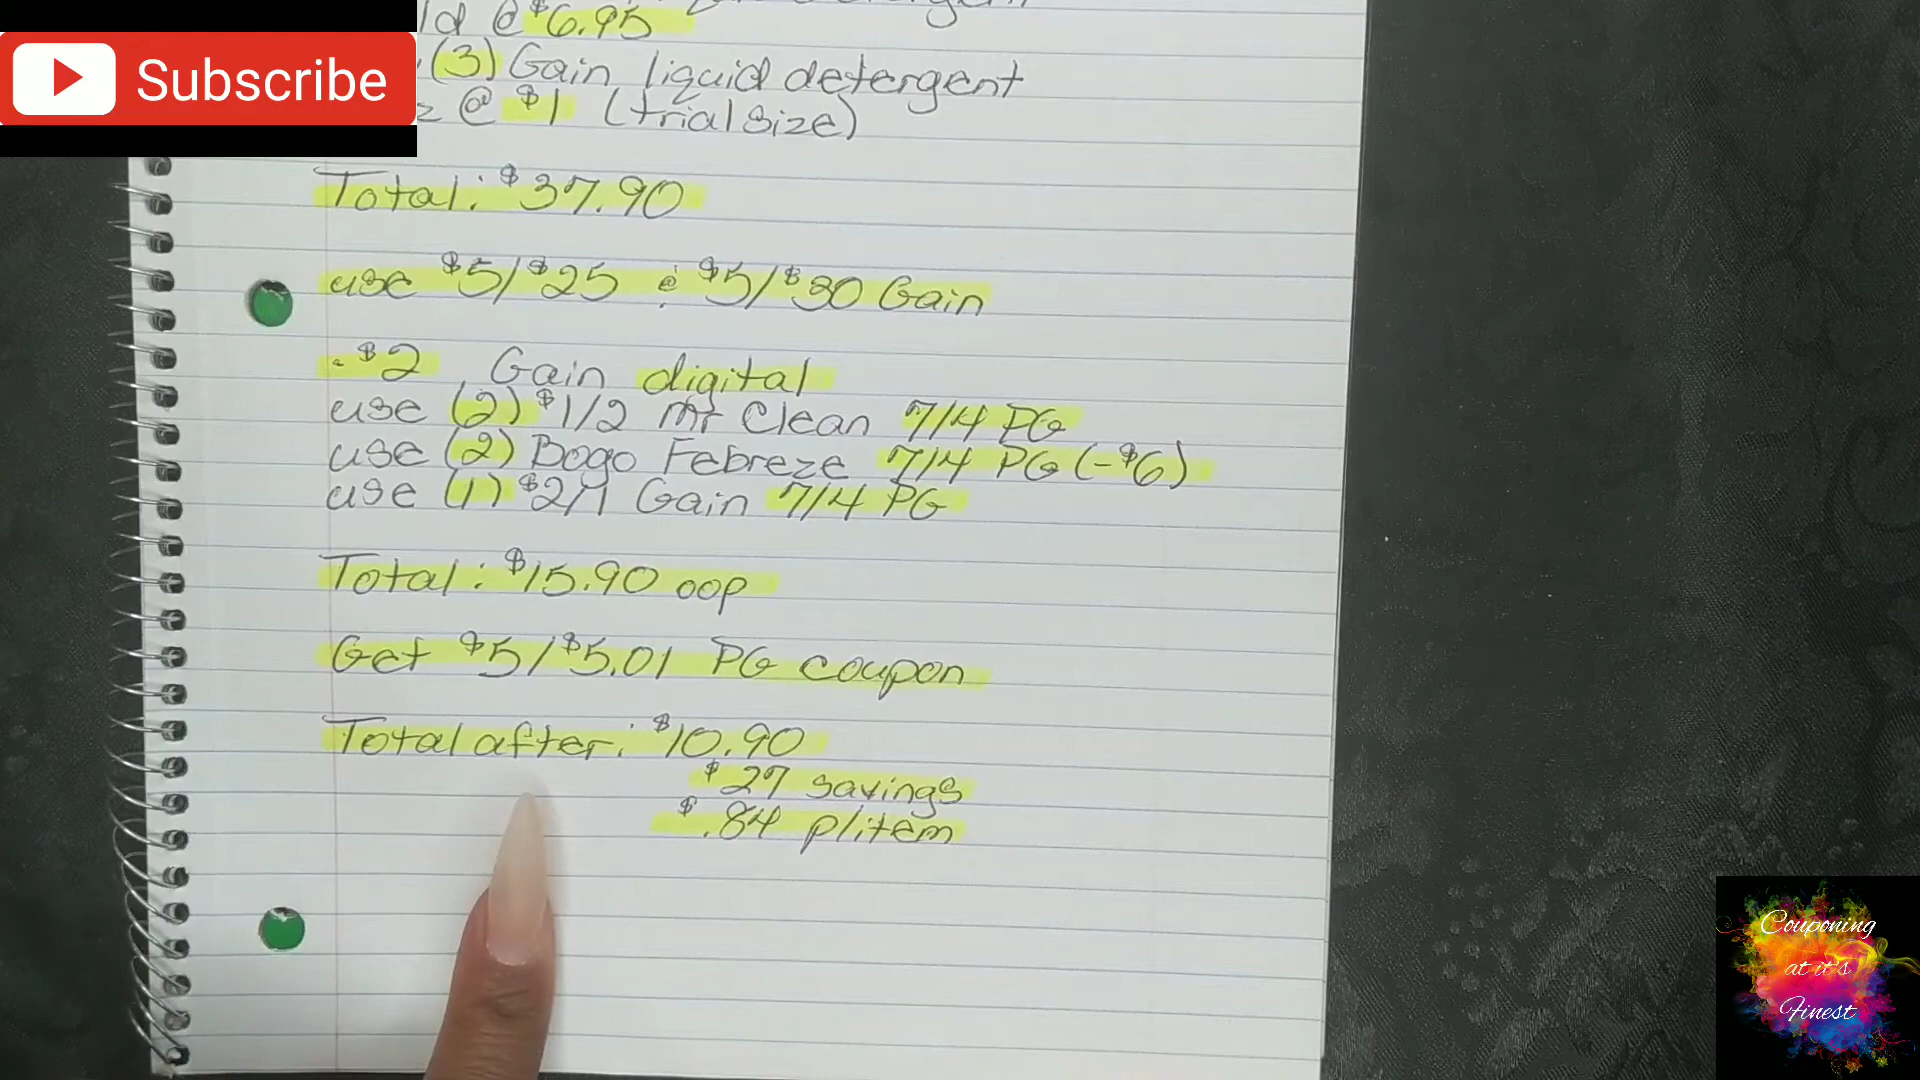 ld @ $6.95
Subscribe
(3) Gain liquid detergent
z @ $1 (trial size)
Total: $37.90
use $5/$25 & $5/$30 Gain
- $2 Gain digital
use (2) $1/2 Mr Clean 7/4 PG
use (2) Bogo Febreze 7/4 PG (-$6)
use (1) $2/1 Gain 7/4 PG
Total: $15.90 oop
Get $5/$5.01 PG coupon
Total after: $10.90
$27 savings
$.84 p/item
Couponing
at it's
Finest